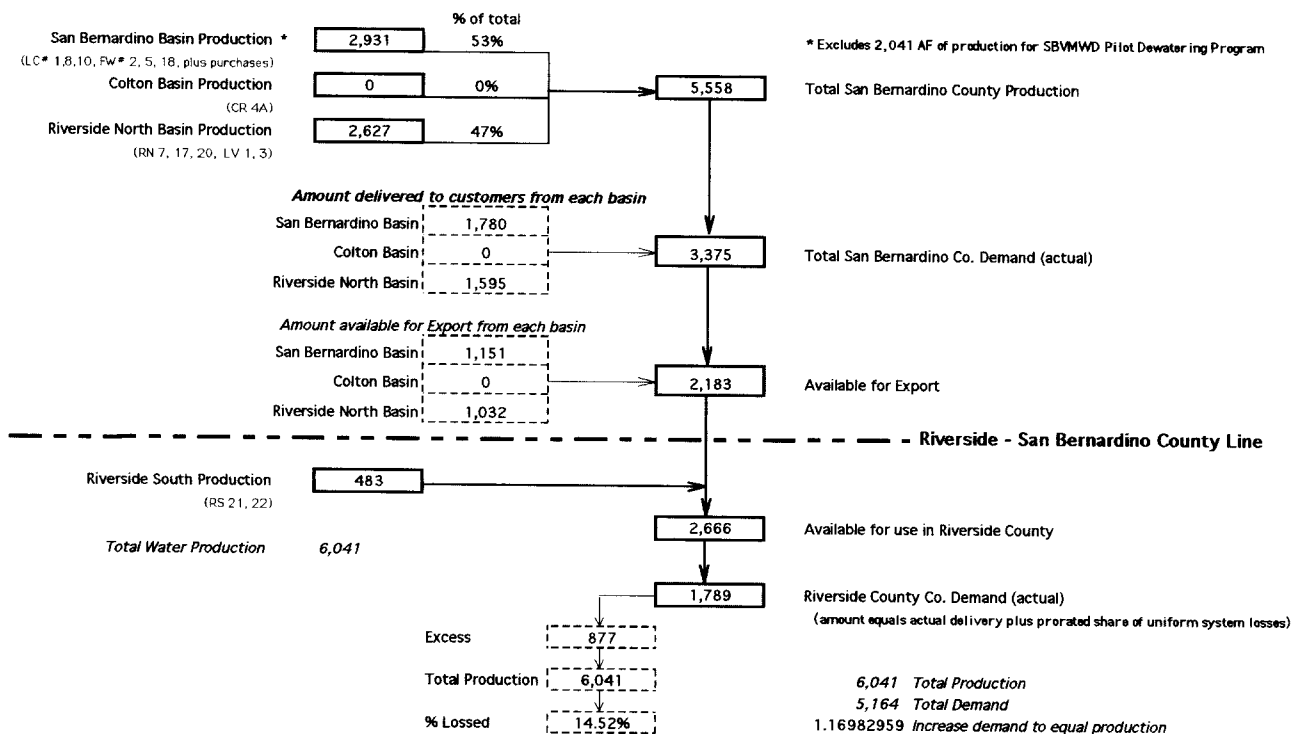 % of total
San Bernardino Basin Production * 2,931 53%
* Excludes 2,041 AF of production for SBVMWD Pilot Dewatering Program
(LC# 1,8,10, FW# 2, 5, 18, plus purchases)
Colton Basin Production 0 0% 5,558 Total San Bernardino County Production
(CR 4A)
Riverside North Basin Production 2,627 47%
(RN 7, 17, 20, LV 1, 3)
Amount delivered to customers from each basin
San Bernardino Basin 1,780
Colton Basin 0 3,375 Total San Bernardino Co. Demand (actual)
Riverside North Basin 1,595
Amount available for Export from each basin
San Bernardino Basin 1,151
Colton Basin 0 2,183 Available for Export
Riverside North Basin 1,032
Riverside - San Bernardino County Line
Riverside South Production 483
(RS 21, 22)
2,666 Available for use in Riverside County
Total Water Production 6,041
1,789 Riverside County Co. Demand (actual)
(amount equals actual delivery plus prorated share of uniform system losses)
Excess 877
Total Production 6,041
% Lossed 14.52%
6,041 Total Production
5,164 Total Demand
1.16982959 Increase demand to equal production